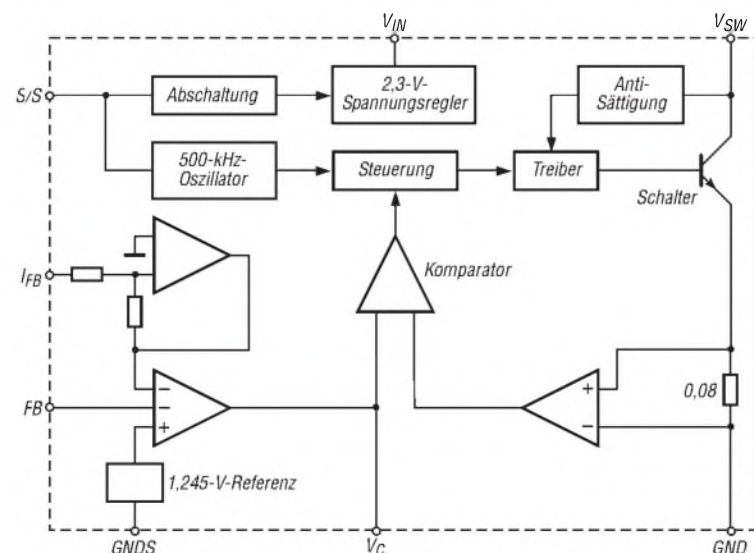 V_IN
V_SW
S/S
Abschaltung
2,3-V-
Spannungsregler
Anti-
Sättigung
500-kHz-
Oszillator
Steuerung
Treiber
Schalter
I_FB
Komparator
−
FB
−
+
+
−
0,08
1,245-V-Referenz
GNDS
V_C
GND